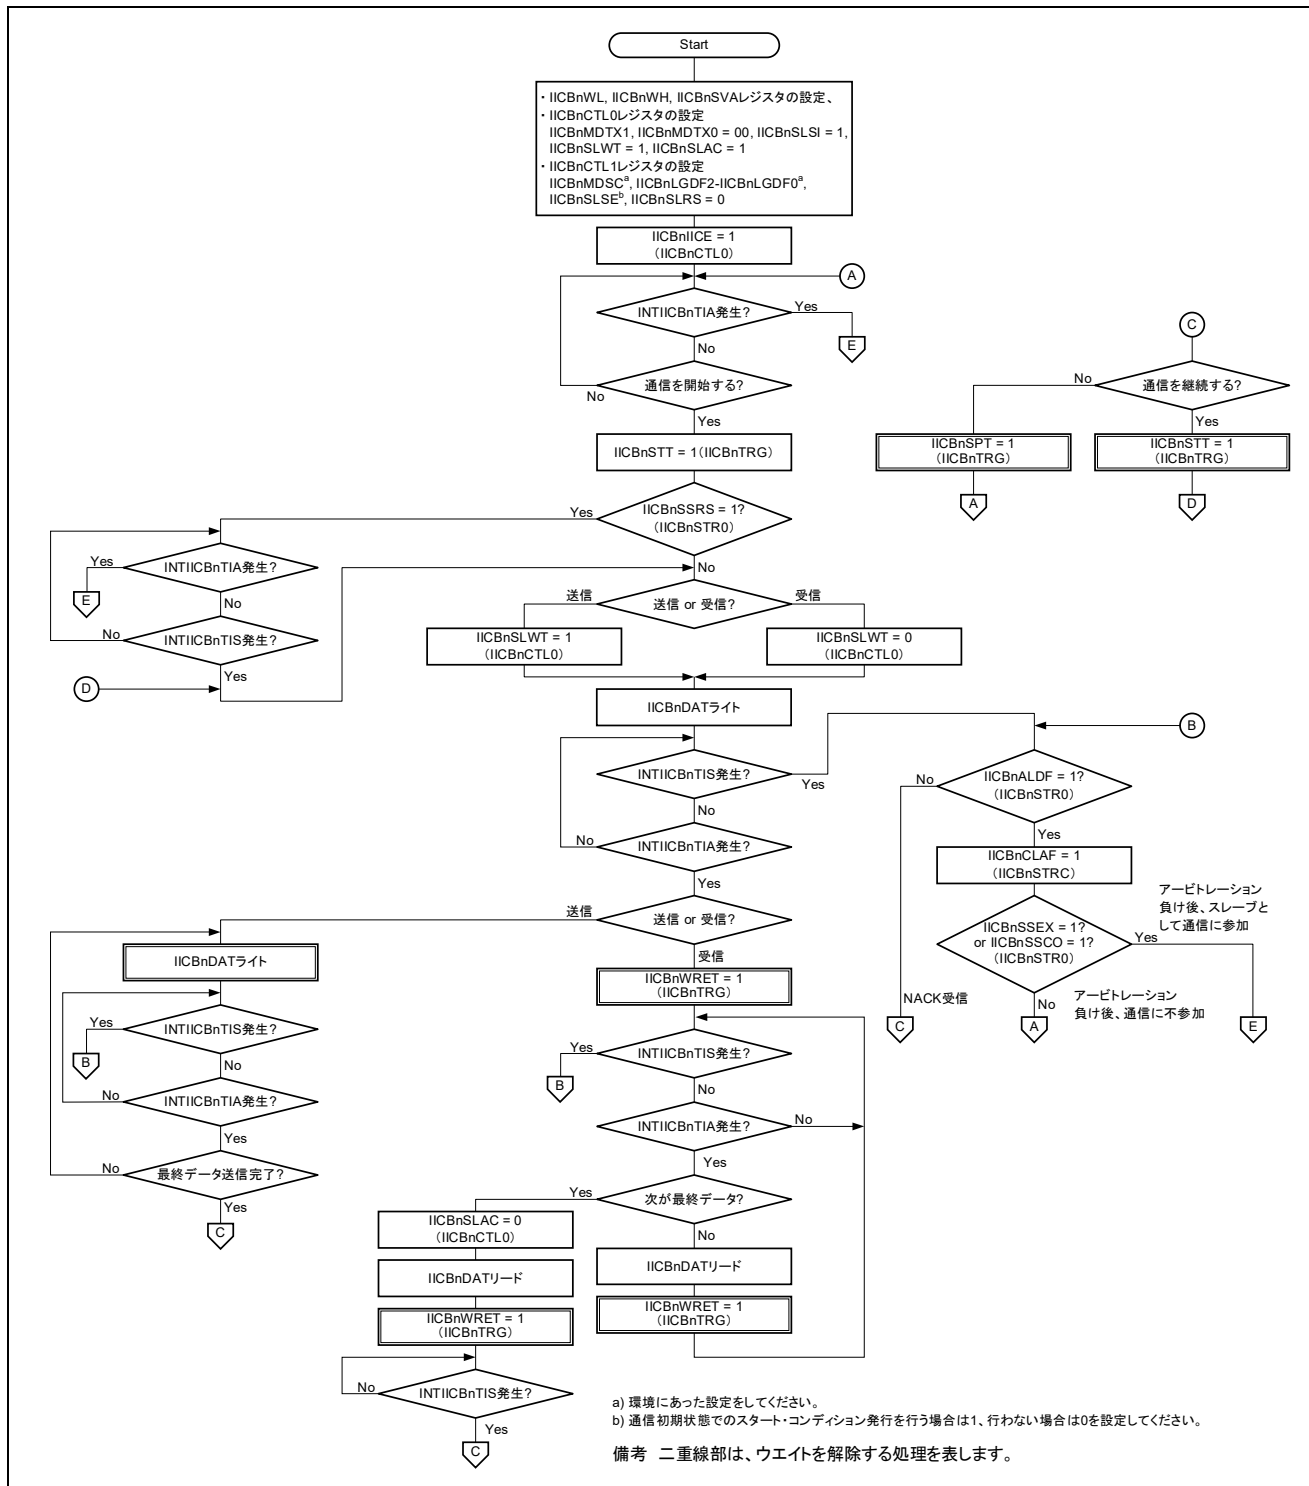 Start
・ IICBnWL, IICBnWH, IICBnSVAレジスタの設定、
・ IICBnCTL0レジスタの設定
IICBnMDTX1, IICBnMDTX0 = 00, IICBnSLSI = 1,
IICBnSLWT = 1, IICBnSLAC = 1
・ IICBnCTL1レジスタの設定
IICBnMDSCa, IICBnLGDF2-IICBnLGDF0a,
IICBnSLSEb, IICBnSLRS = 0
IICBnIICE = 1
(IICBnCTL0)
A
INTIICBnTIA発生?
Yes
E
No
通信を開始する?
No
Yes
C
通信を継続する?
No
Yes
IICBnSPT = 1
(IICBnTRG)
IICBnSTT = 1
(IICBnTRG)
A
D
IICBnSTT = 1(IICBnTRG)
IICBnSSRS = 1?
(IICBnSTR0)
Yes
No
INTIICBnTIA発生?
Yes
E
No
INTIICBnTIS発生?
No
Yes
D
送信 or 受信?
送信
受信
IICBnSLWT = 1
(IICBnCTL0)
IICBnSLWT = 0
(IICBnCTL0)
IICBnDATライト
INTIICBnTIS発生?
Yes
No
INTIICBnTIA発生?
No
Yes
B
IICBnALDF = 1?
(IICBnSTR0)
No
Yes
IICBnCLAF = 1
(IICBnSTRC)
IICBnSSEX = 1?
or IICBnSSCO = 1?
(IICBnSTR0)
アービトレーション
負け後、スレーブと
して通信に参加
Yes
No
NACK受信
アービトレーション
負け後、通信に不参加
C
A
E
送信 or 受信?
送信
受信
IICBnDATライト
INTIICBnTIS発生?
Yes
B
No
INTIICBnTIA発生?
No
Yes
最終データ送信完了?
No
Yes
C
IICBnWRET = 1
(IICBnTRG)
INTIICBnTIS発生?
Yes
B
No
INTIICBnTIA発生?
No
Yes
次が最終データ?
Yes
No
IICBnSLAC = 0
(IICBnCTL0)
IICBnDATリード
IICBnWRET = 1
(IICBnTRG)
IICBnDATリード
IICBnWRET = 1
(IICBnTRG)
INTIICBnTIS発生?
No
Yes
C
a) 環境にあった設定をしてください。
b) 通信初期状態でのスタート・コンディション発行を行う場合は1、行わない場合は0を設定してください。
備考 二重線部は、ウエイトを解除する処理を表します。